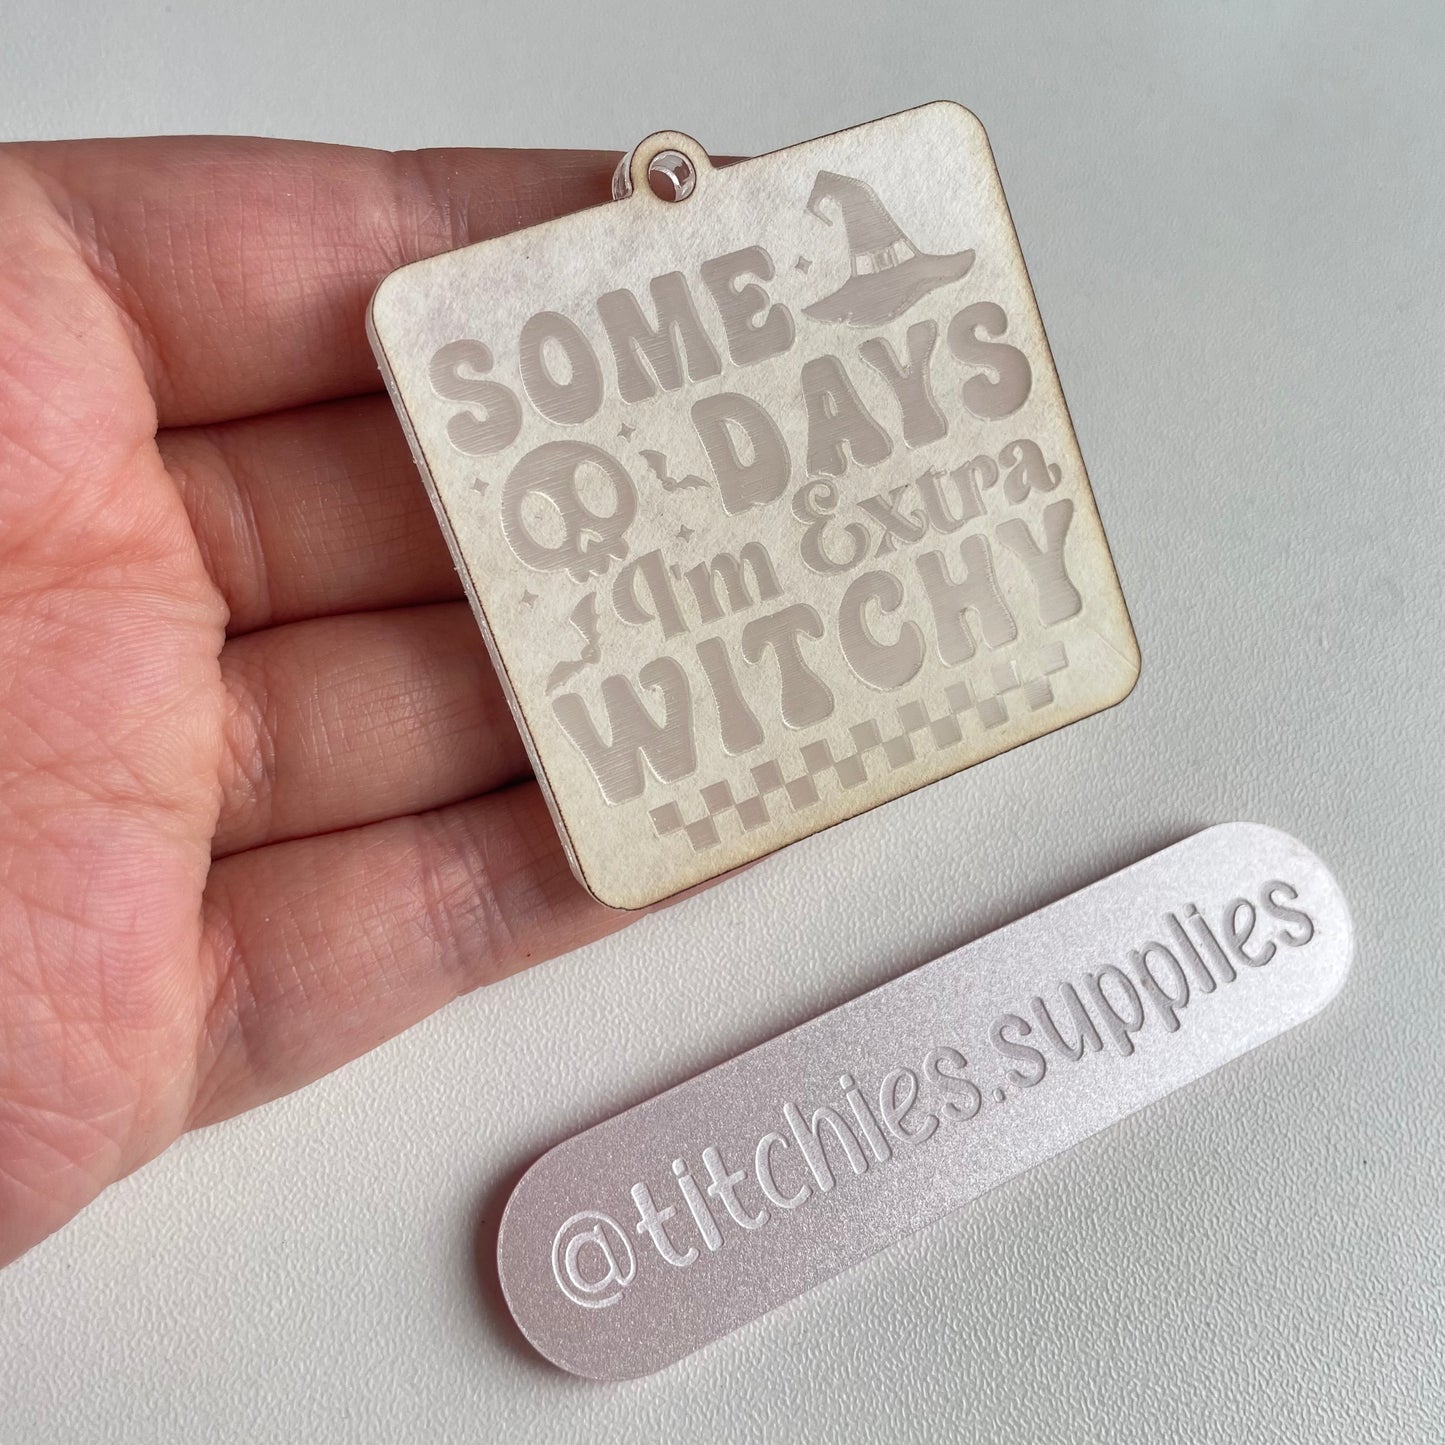 SOME
DAYS
I'm Extra
WITCHY
@titchies.supplies